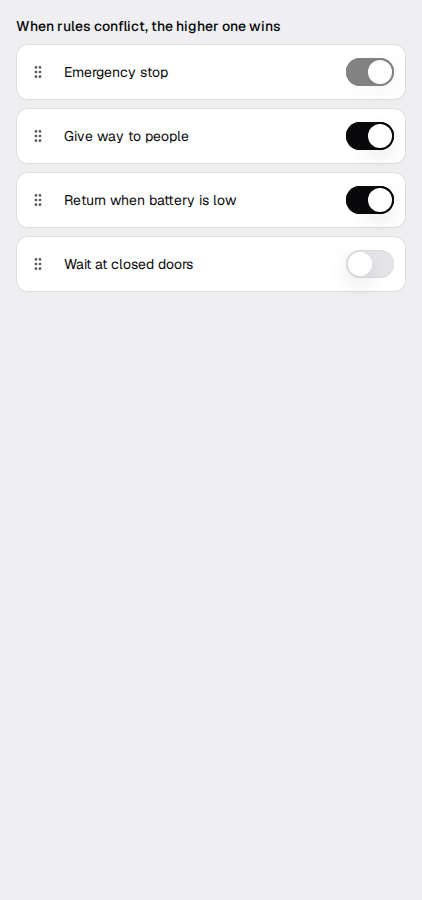 When rules conflict, the higher one wins
Emergency stop
Give way to people
Return when battery is low
Wait at closed doors